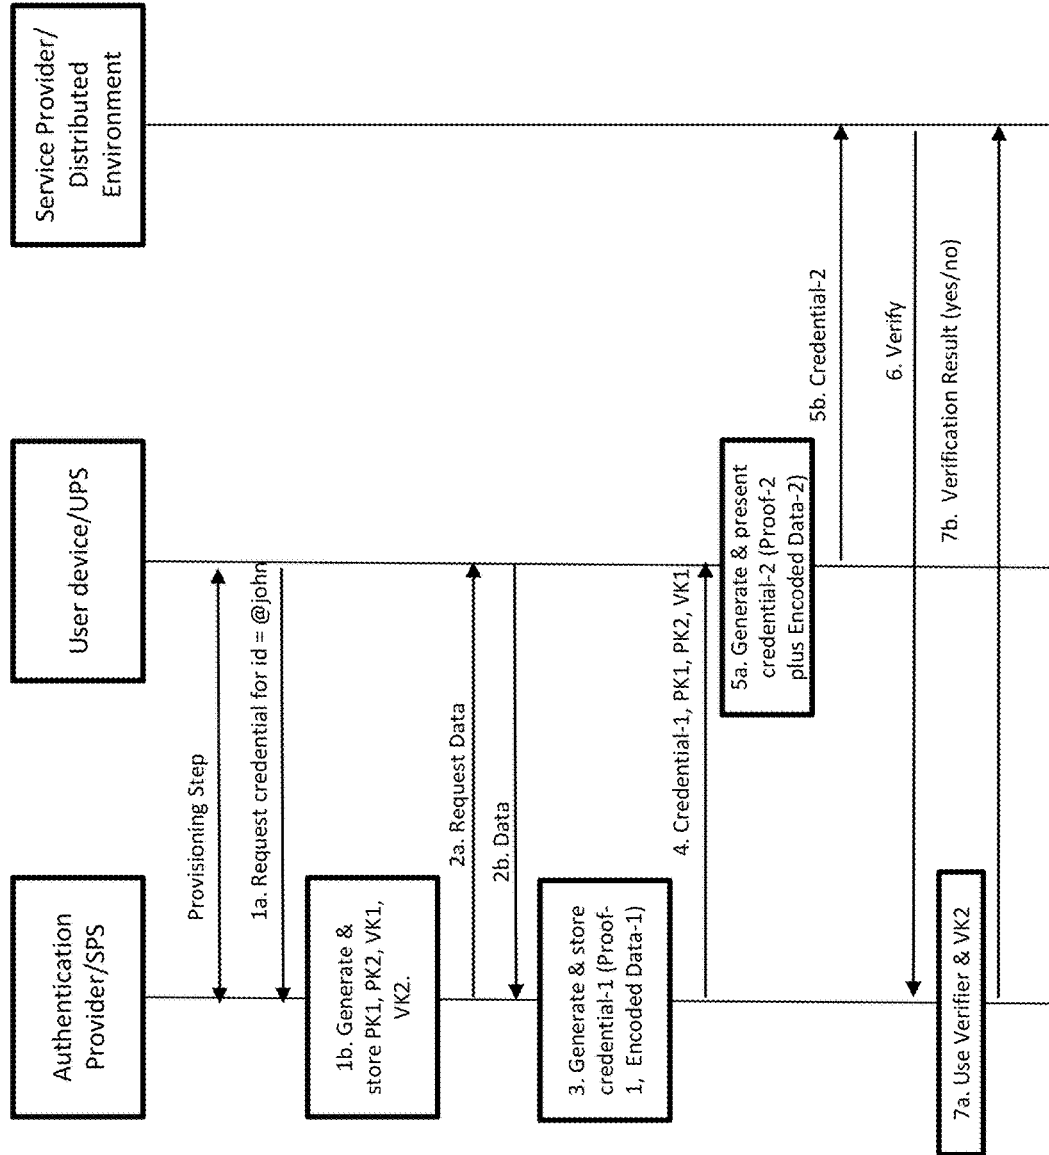 Authentication
Provider/SPS
User device/UPS
Service Provider/
Distributed
Environment
Provisioning Step
1a. Request credential for id = @john
1b. Generate &
store PK1, PK2, VK1,
VK2.
2a. Request Data
2b. Data
3. Generate & store
credential-1 (Proof-
1, Encoded Data-1)
4. Credential-1, PK1, PK2, VK1
5a. Generate & present
credential-2 (Proof-2
plus Encoded Data-2)
5b. Credential-2
6. Verify
7a. Use Verifier & VK2
7b. Verification Result (yes/no)